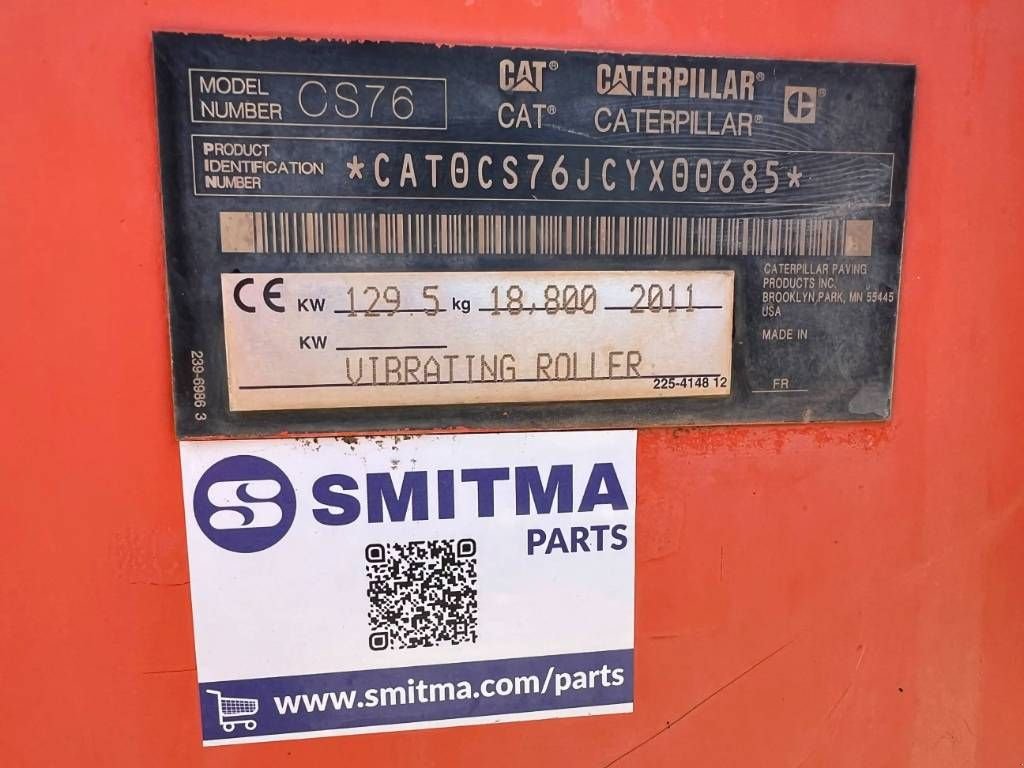 MODEL NUMBER CS76
CAT® CATERPILLAR®
CAT® CATERPILLAR®
PRODUCT IDENTIFICATION NUMBER *CAT0CS76JCYX00685*
CE KW 129.5 kg 18,800 2011
KW
VIBRATING ROLLER
225-4148 12
CATERPILLAR PAVING
PRODUCTS INC.
BROOKLYN PARK, MN 55445
USA
MADE IN
FR
239-6986 3
SMITMA
PARTS
www.smitma.com/parts